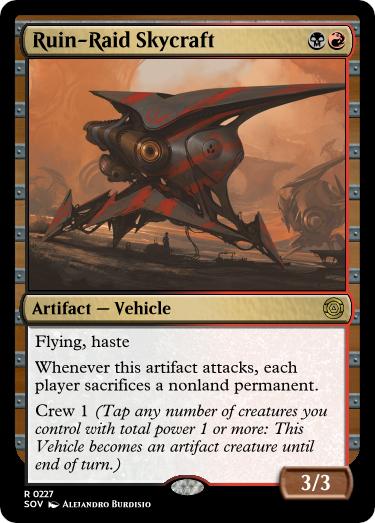 Ruin-Raid Skycraft
Artifact — Vehicle
Flying, haste
Whenever this artifact attacks, each
player sacrifices a nonland permanent.
Crew 1 (Tap any number of creatures you
control with total power 1 or more: This
Vehicle becomes an artifact creature until
end of turn.)
3/3
R 0227
SOV Alejandro Burdisio